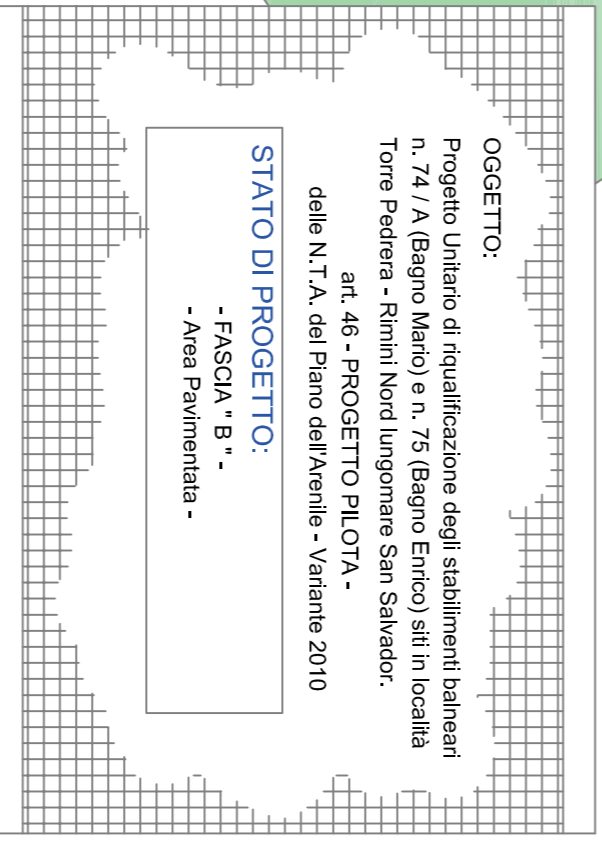 OGGETTO:
Progetto Unitario di riqualificazione degli stabilimenti balneari
n. 74 / A (Bagno Mario) e n. 75 (Bagno Enrico) siti in località
Torre Pedrera - Rimini Nord lungomare San Salvador.
art. 46 - PROGETTO PILOTA -
delle N.T.A. del Piano dell'Arenile - Variante 2010
STATO DI PROGETTO:
- FASCIA " B " -
- Area Pavimentata -